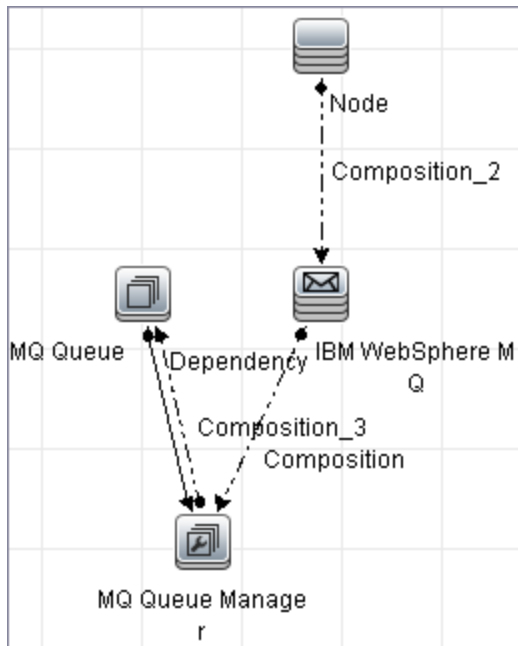 Node
Composition_2
MQ Queue
Dependency
IBM WebSphere M
Q
Composition_3
Composition
MQ Queue Manage
r